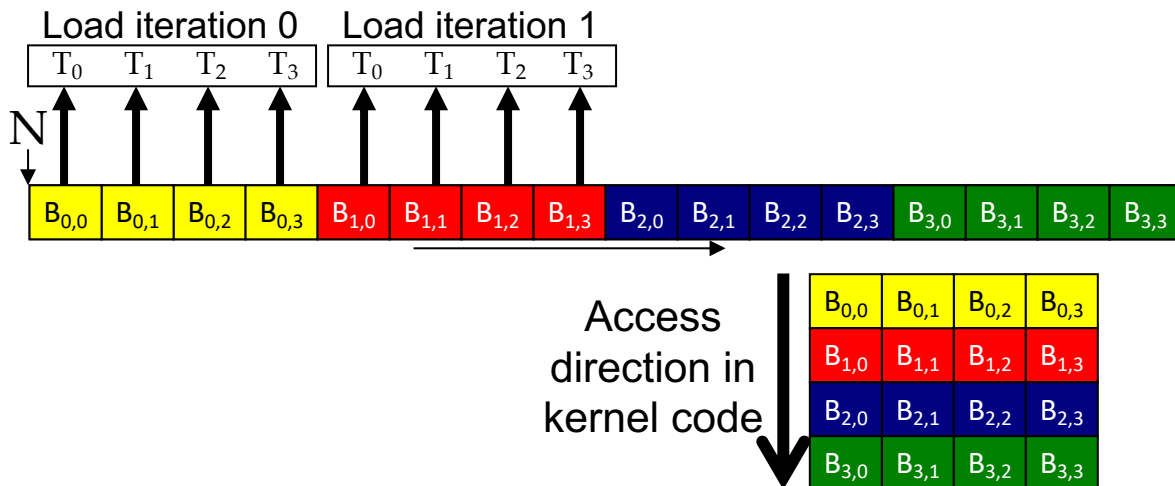 Load iteration 0 Load iteration 1
T0 T1 T2 T3 T0 T1 T2 T3
N
B0,0 B0,1 B0,2 B0,3 B1,0 B1,1 B1,2 B1,3 B2,0 B2,1 B2,2 B2,3 B3,0 B3,1 B3,2 B3,3
Access
direction in
kernel code
B0,0 B0,1 B0,2 B0,3
B1,0 B1,1 B1,2 B1,3
B2,0 B2,1 B2,2 B2,3
B3,0 B3,1 B3,2 B3,3